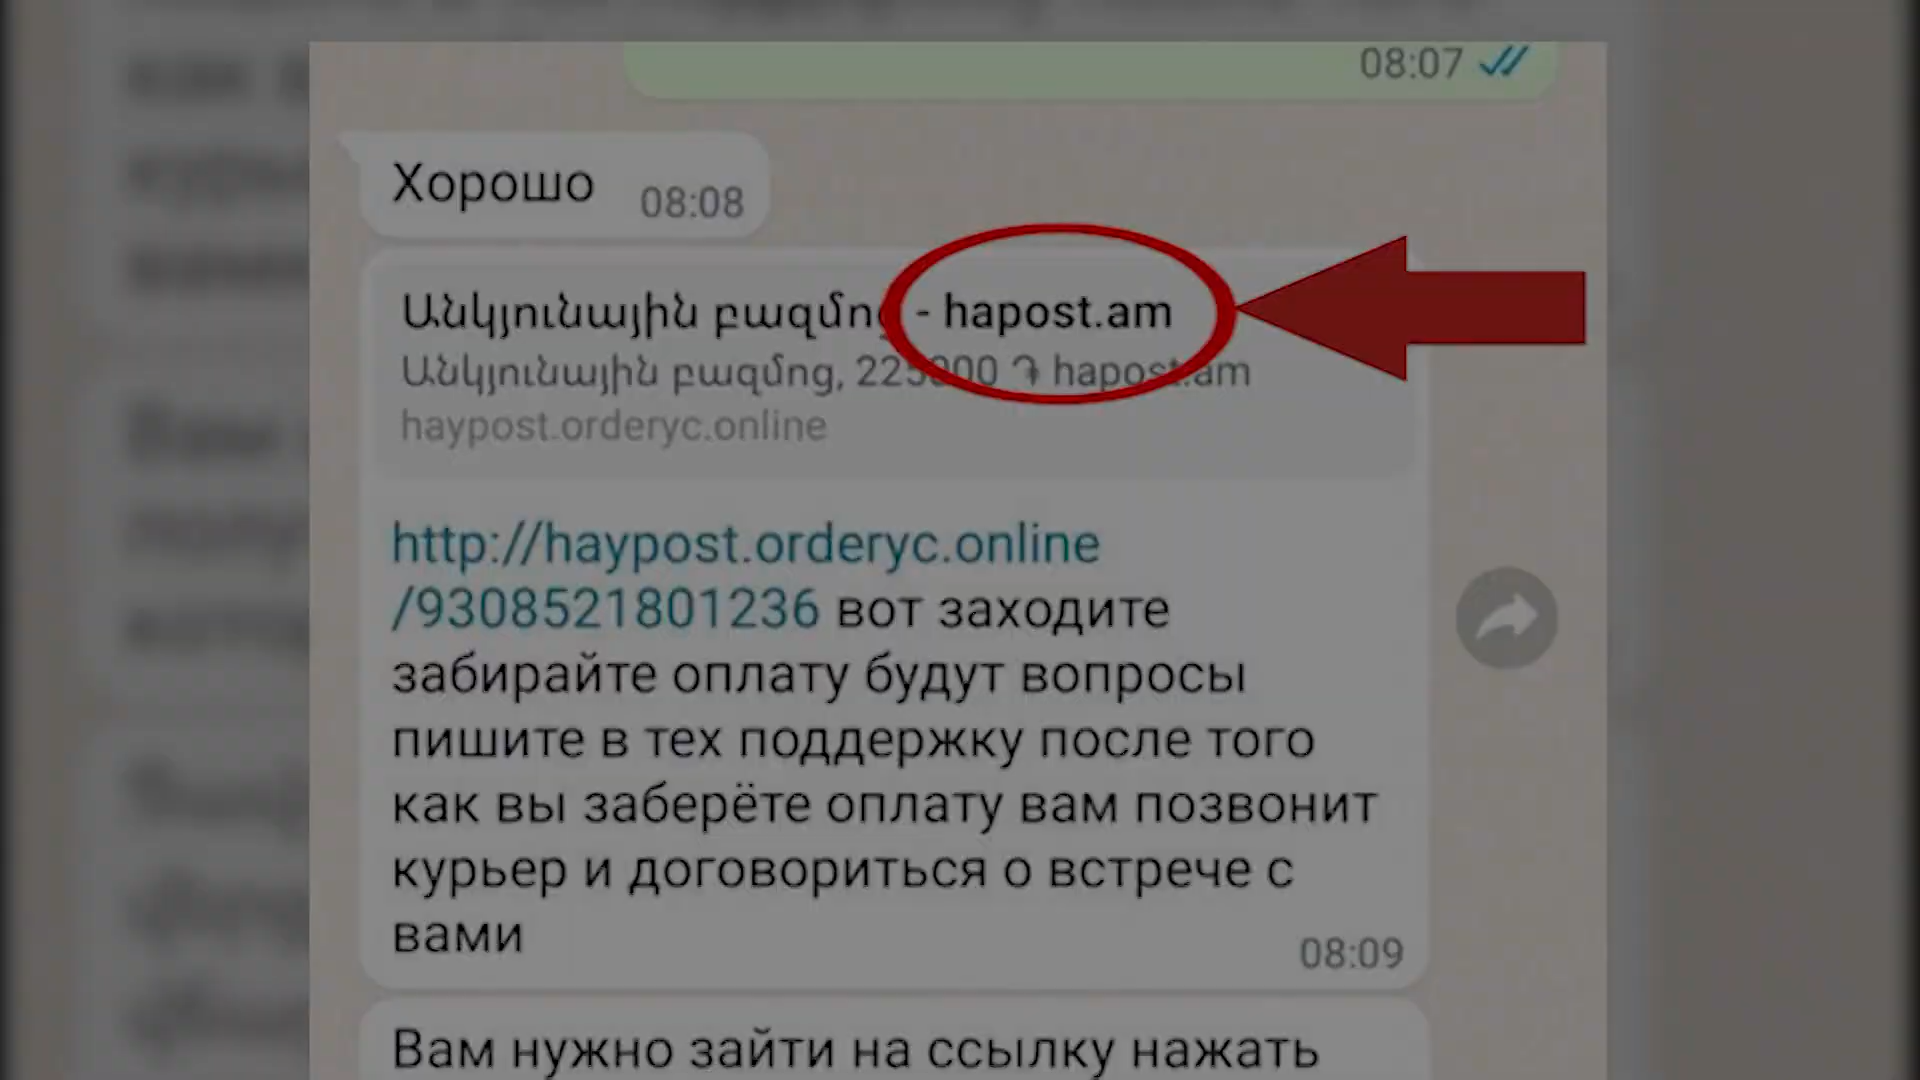 08:07
Хорошо 08:08
Անկյունային բազմոց - hapost.am
Անկյունային բազմոց, 225000 ֏ hapost.am
haypost.orderyc.online
http://haypost.orderyc.online
/9308521801236 вот заходите
забирайте оплату будут вопросы
пишите в тех поддержку после того
как вы заберёте оплату вам позвонит
курьер и договориться о встрече с
вами
08:09
Вам нужно зайти на ссылку нажать